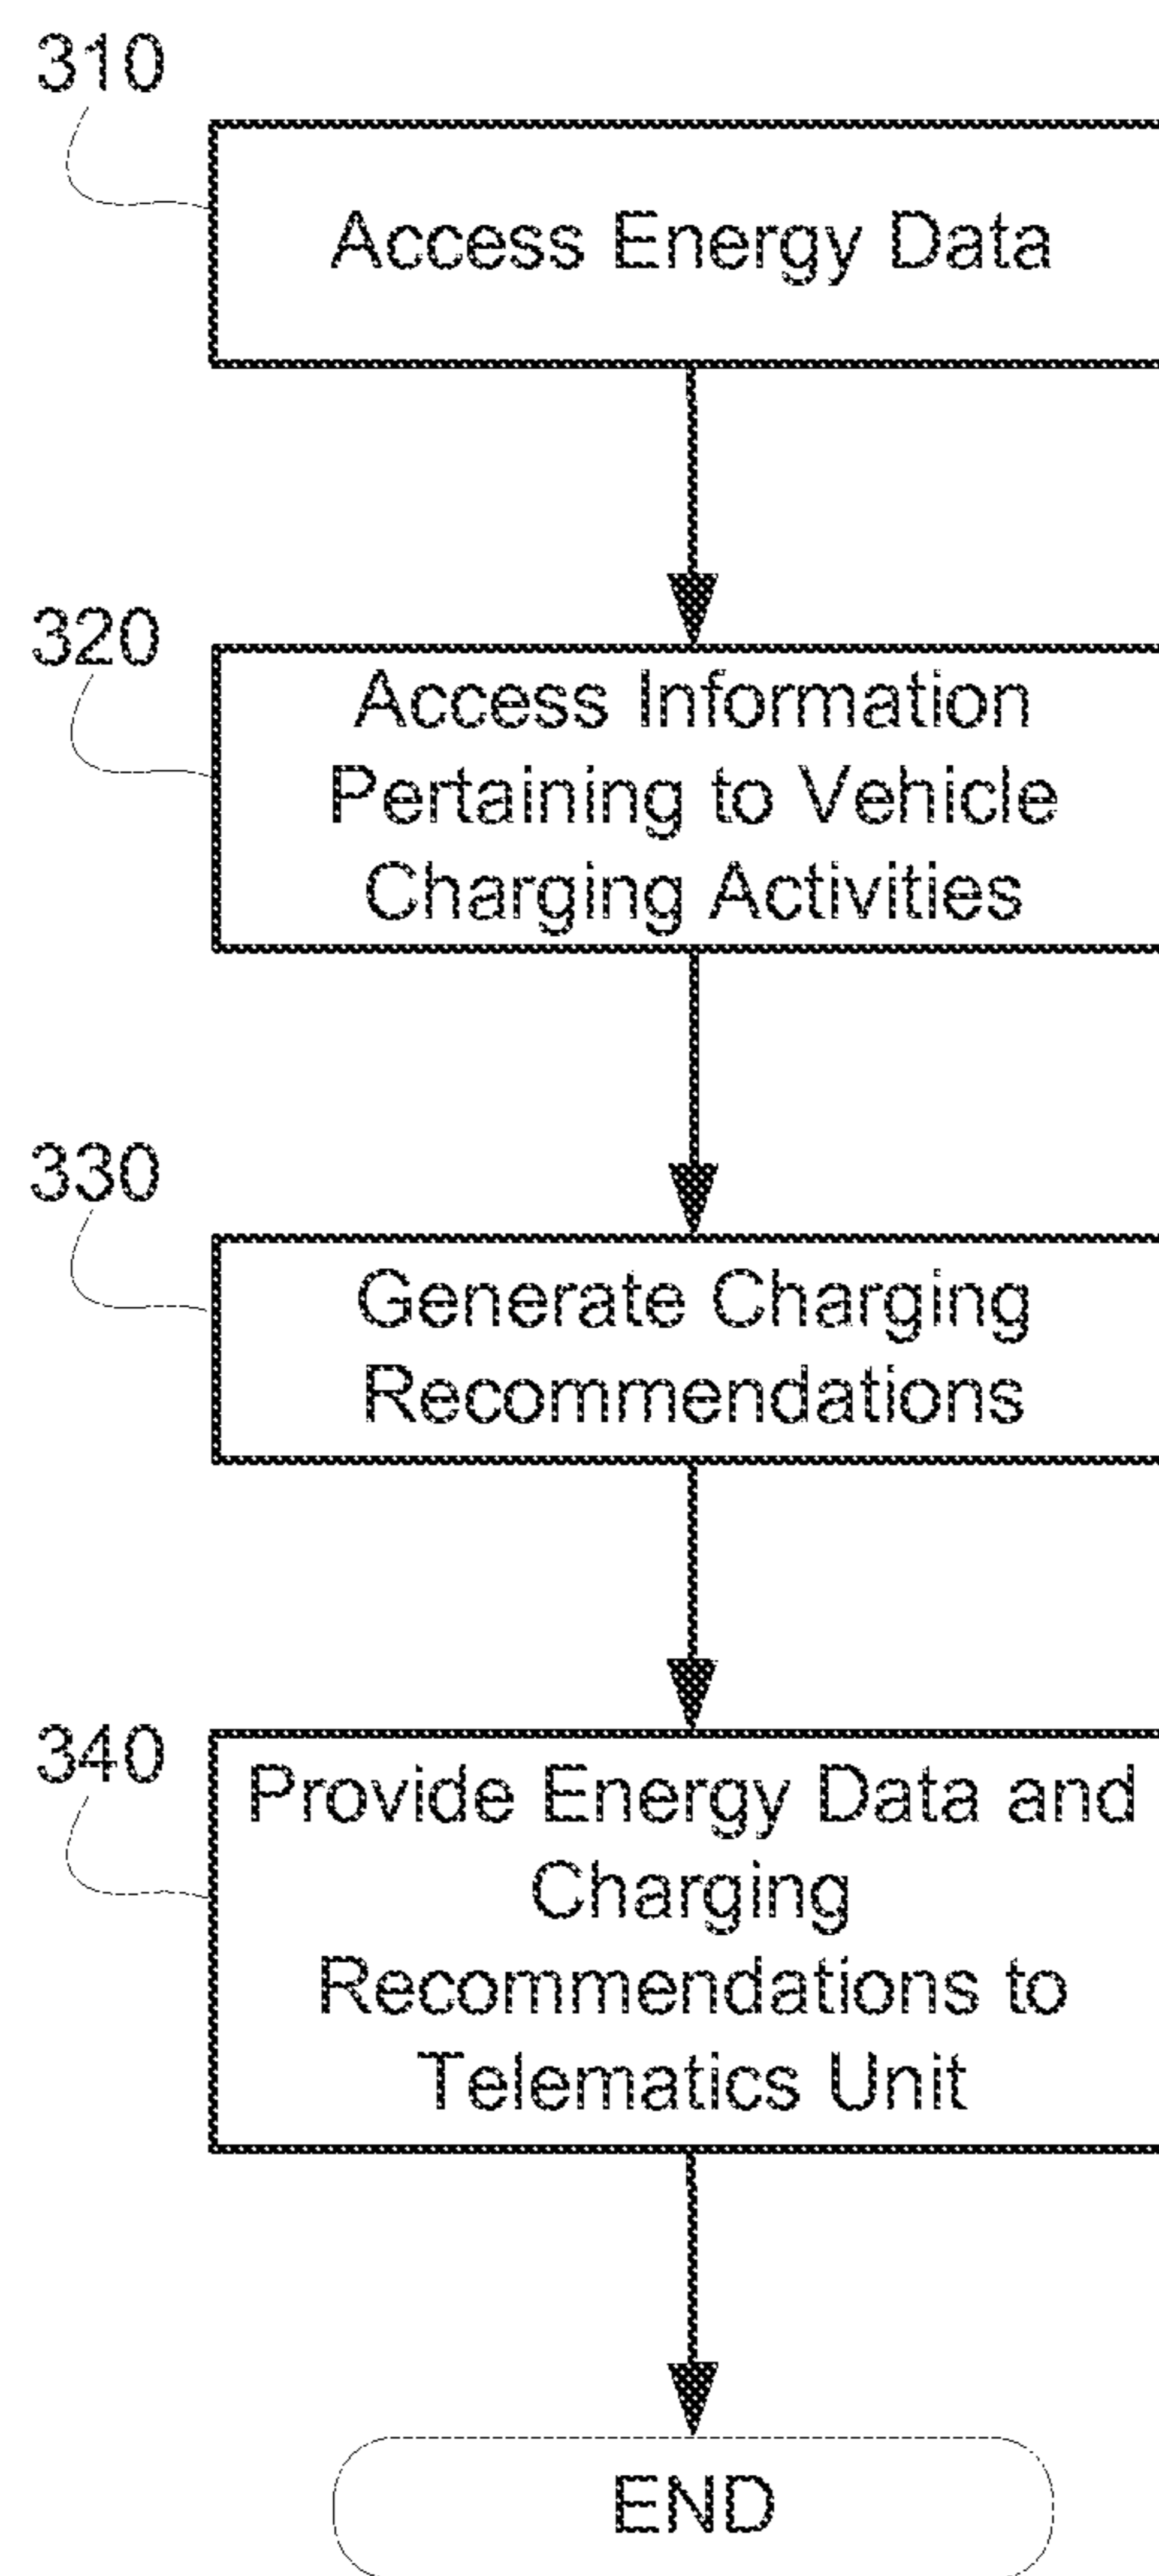 310
Access Energy Data
320
Access Information
Pertaining to Vehicle
Charging Activities
330
Generate Charging
Recommendations
340
Provide Energy Data and
Charging
Recommendations to
Telematics Unit
END